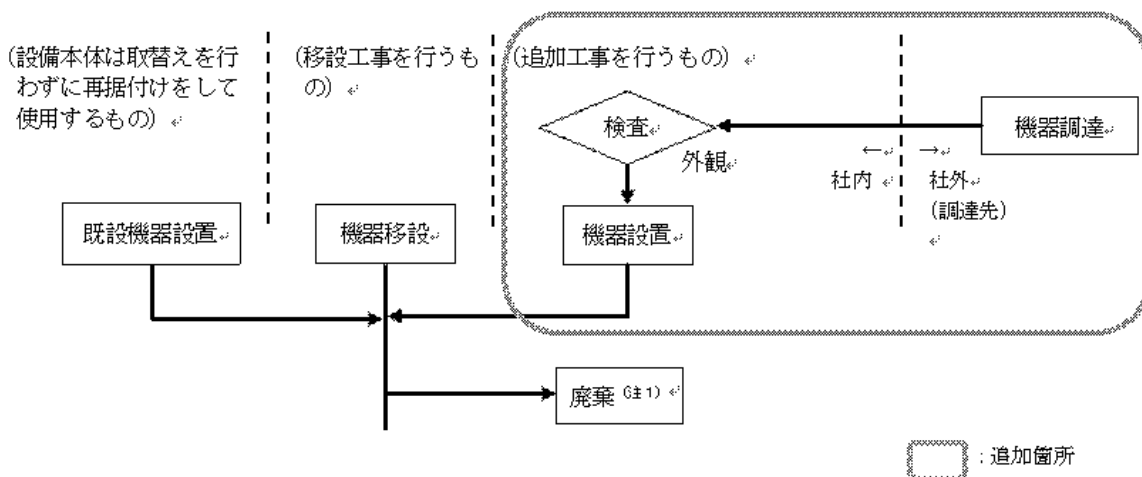 (設備本体は取替えを行
わずに再据付けをして
使用するもの)
(移設工事を行うも
の)
(追加工事を行うもの)
検査
外観
機器調達
←
社内
→
社外
(調達先)
既設機器設置
機器移設
機器設置
廃棄(注1)
:追加箇所